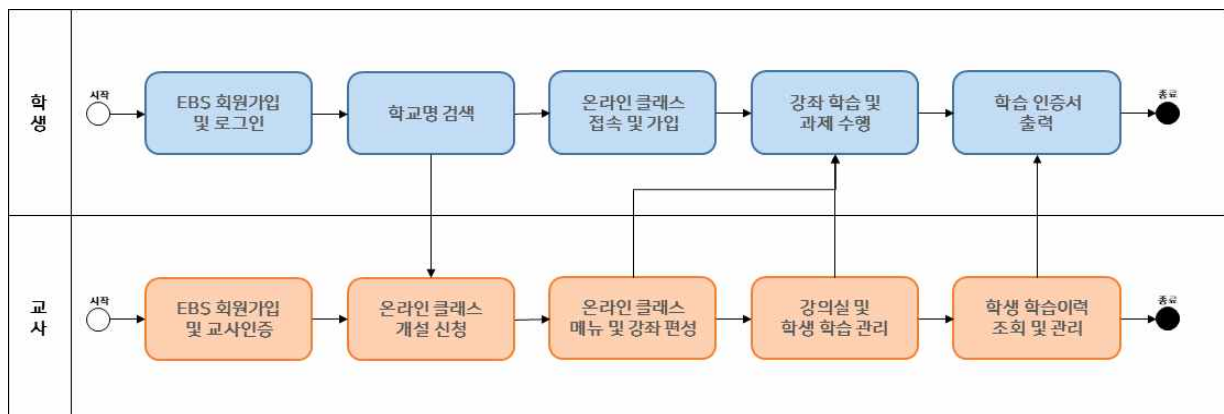 학
생
시작
EBS 회원가입
및 로그인
학교명 검색
온라인 클래스
접속 및 가입
강좌 학습 및
과제 수행
학습 인증서
출력
종료
교
사
시작
EBS 회원가입
및 교사인증
온라인 클래스
개설 신청
온라인 클래스
메뉴 및 강좌 편성
강의실 및
학생 학습 관리
학생 학습이력
조회 및 관리
종료